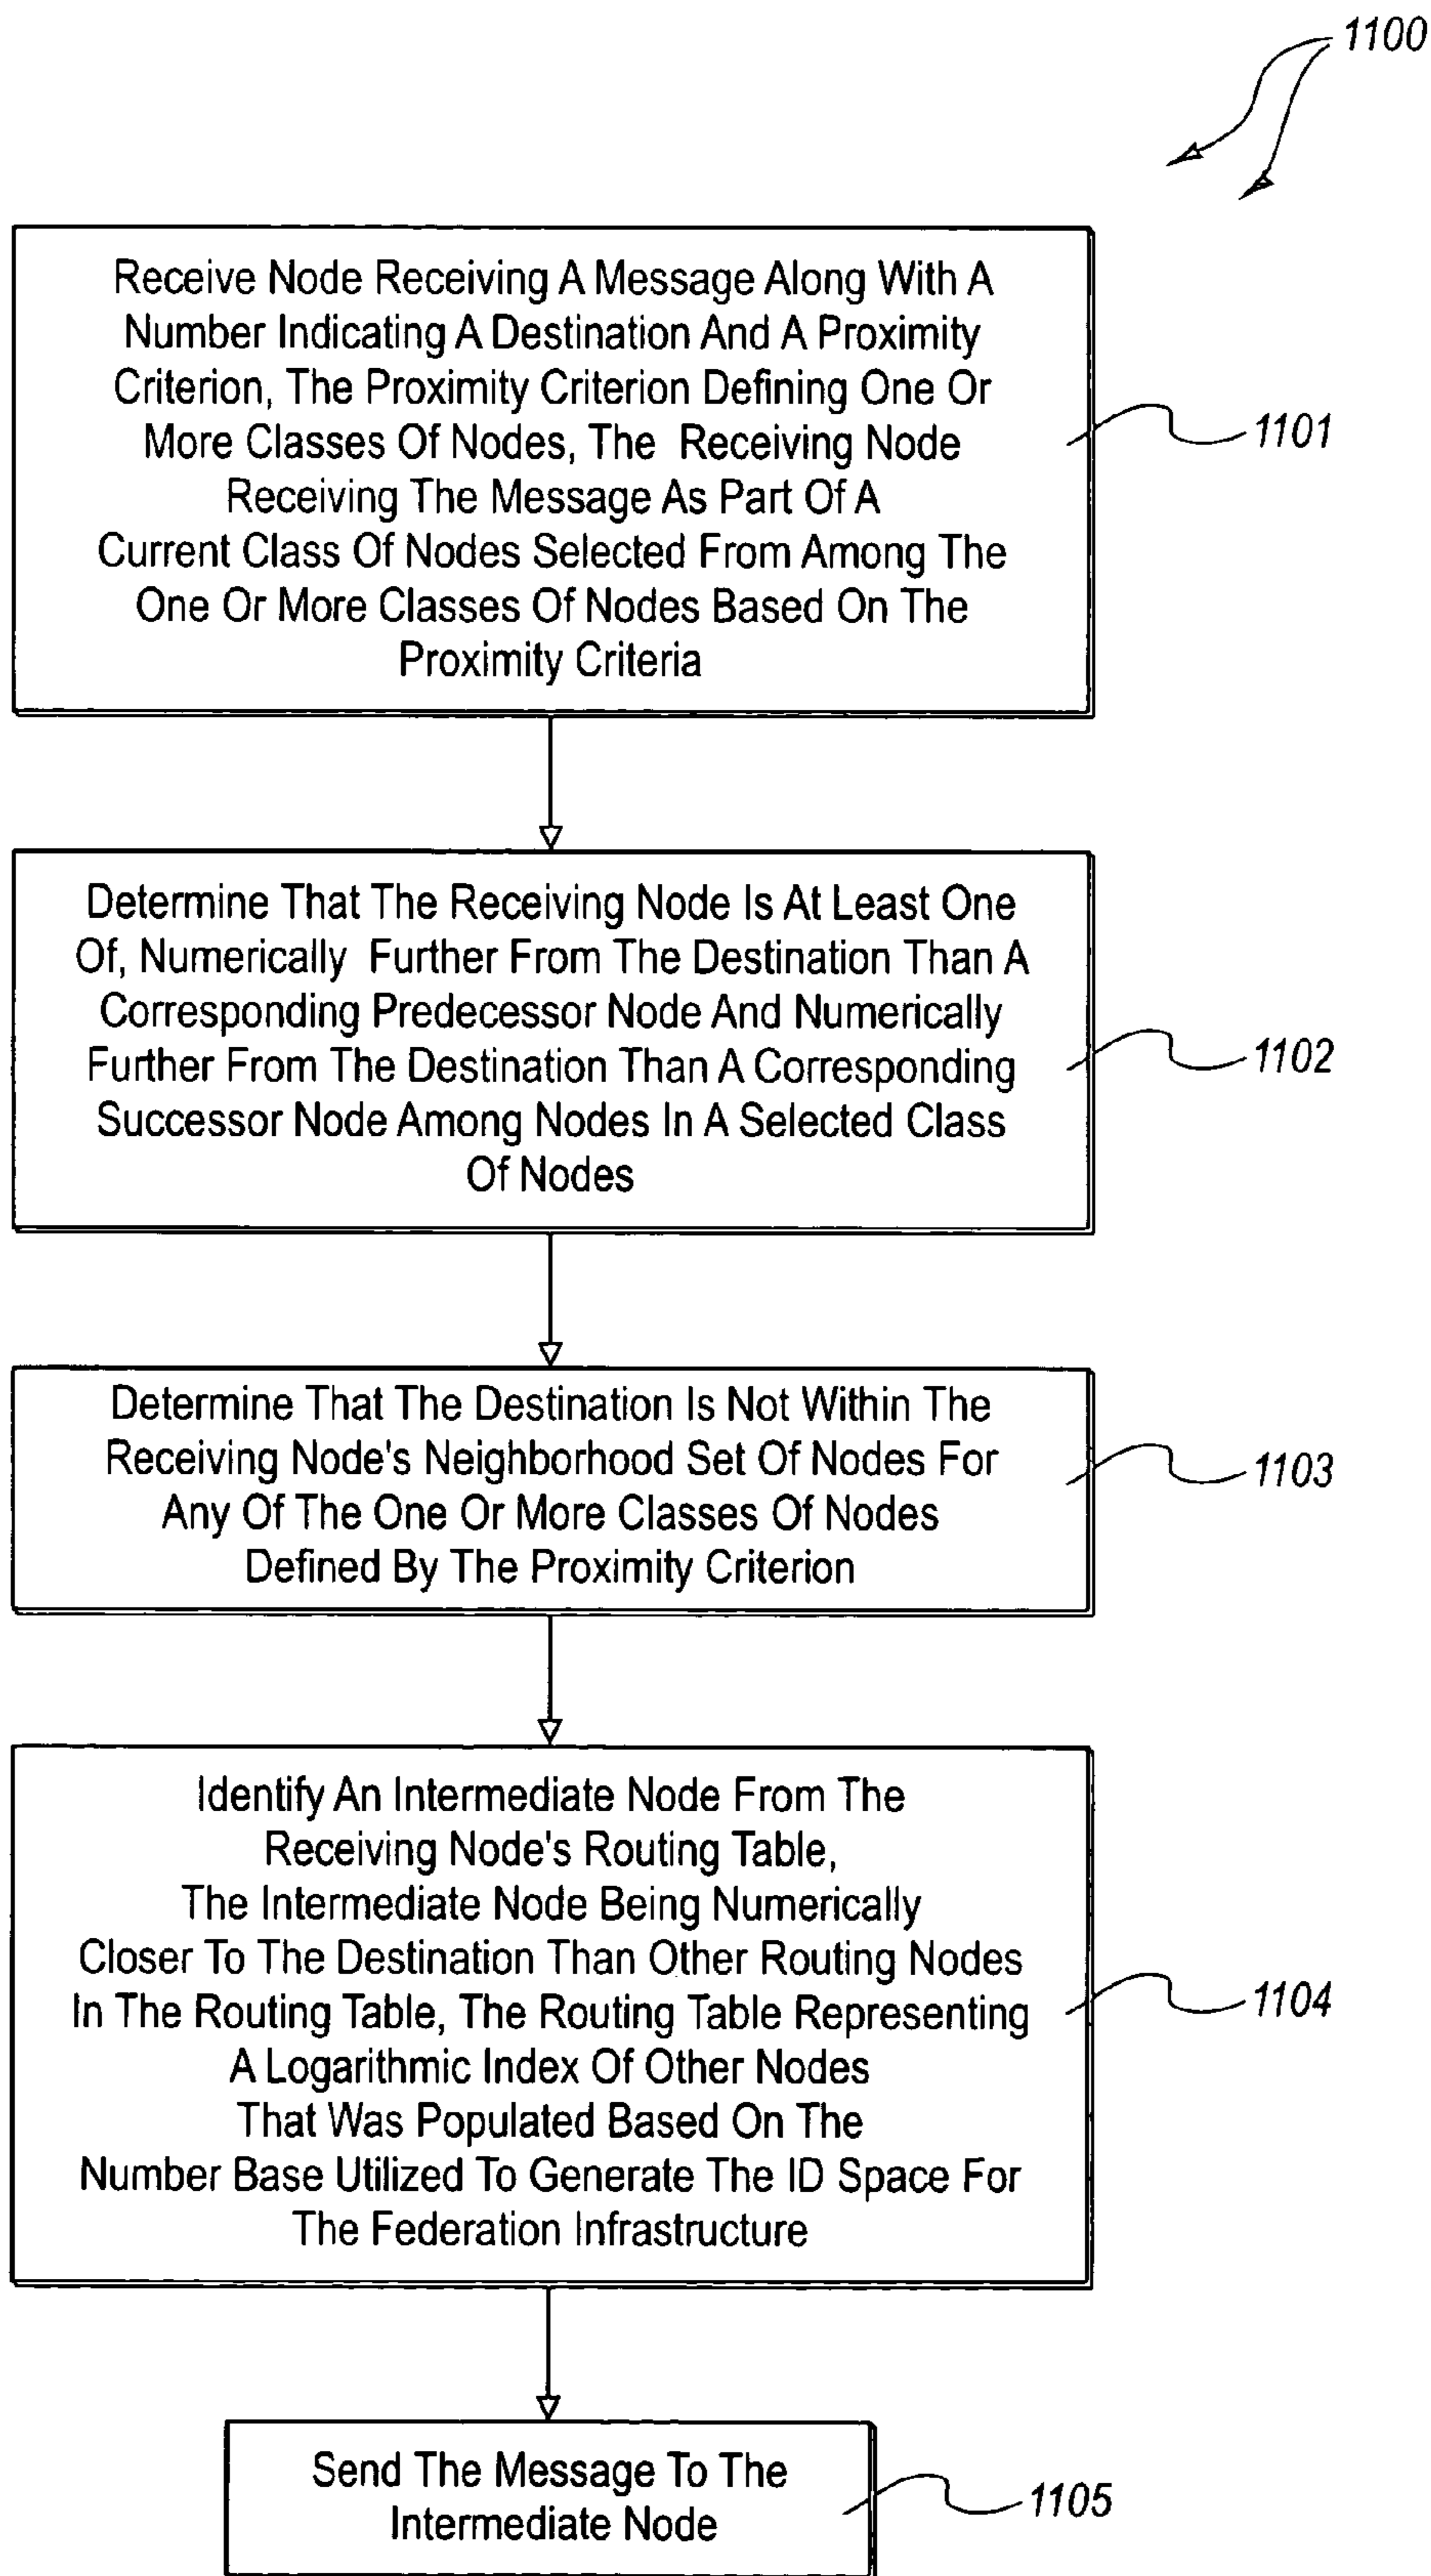 1100
Receive Node Receiving A Message Along With A
Number Indicating A Destination And A Proximity
Criterion, The Proximity Criterion Defining One Or
More Classes Of Nodes, The Receiving Node
Receiving The Message As Part Of A
Current Class Of Nodes Selected From Among The
One Or More Classes Of Nodes Based On The
Proximity Criteria
1101
Determine That The Receiving Node Is At Least One
Of, Numerically Further From The Destination Than A
Corresponding Predecessor Node And Numerically
Further From The Destination Than A Corresponding
Successor Node Among Nodes In A Selected Class
Of Nodes
1102
Determine That The Destination Is Not Within The
Receiving Node's Neighborhood Set Of Nodes For
Any Of The One Or More Classes Of Nodes
Defined By The Proximity Criterion
1103
Identify An Intermediate Node From The
Receiving Node's Routing Table,
The Intermediate Node Being Numerically
Closer To The Destination Than Other Routing Nodes
In The Routing Table, The Routing Table Representing
A Logarithmic Index Of Other Nodes
That Was Populated Based On The
Number Base Utilized To Generate The ID Space For
The Federation Infrastructure
1104
Send The Message To The
Intermediate Node
1105